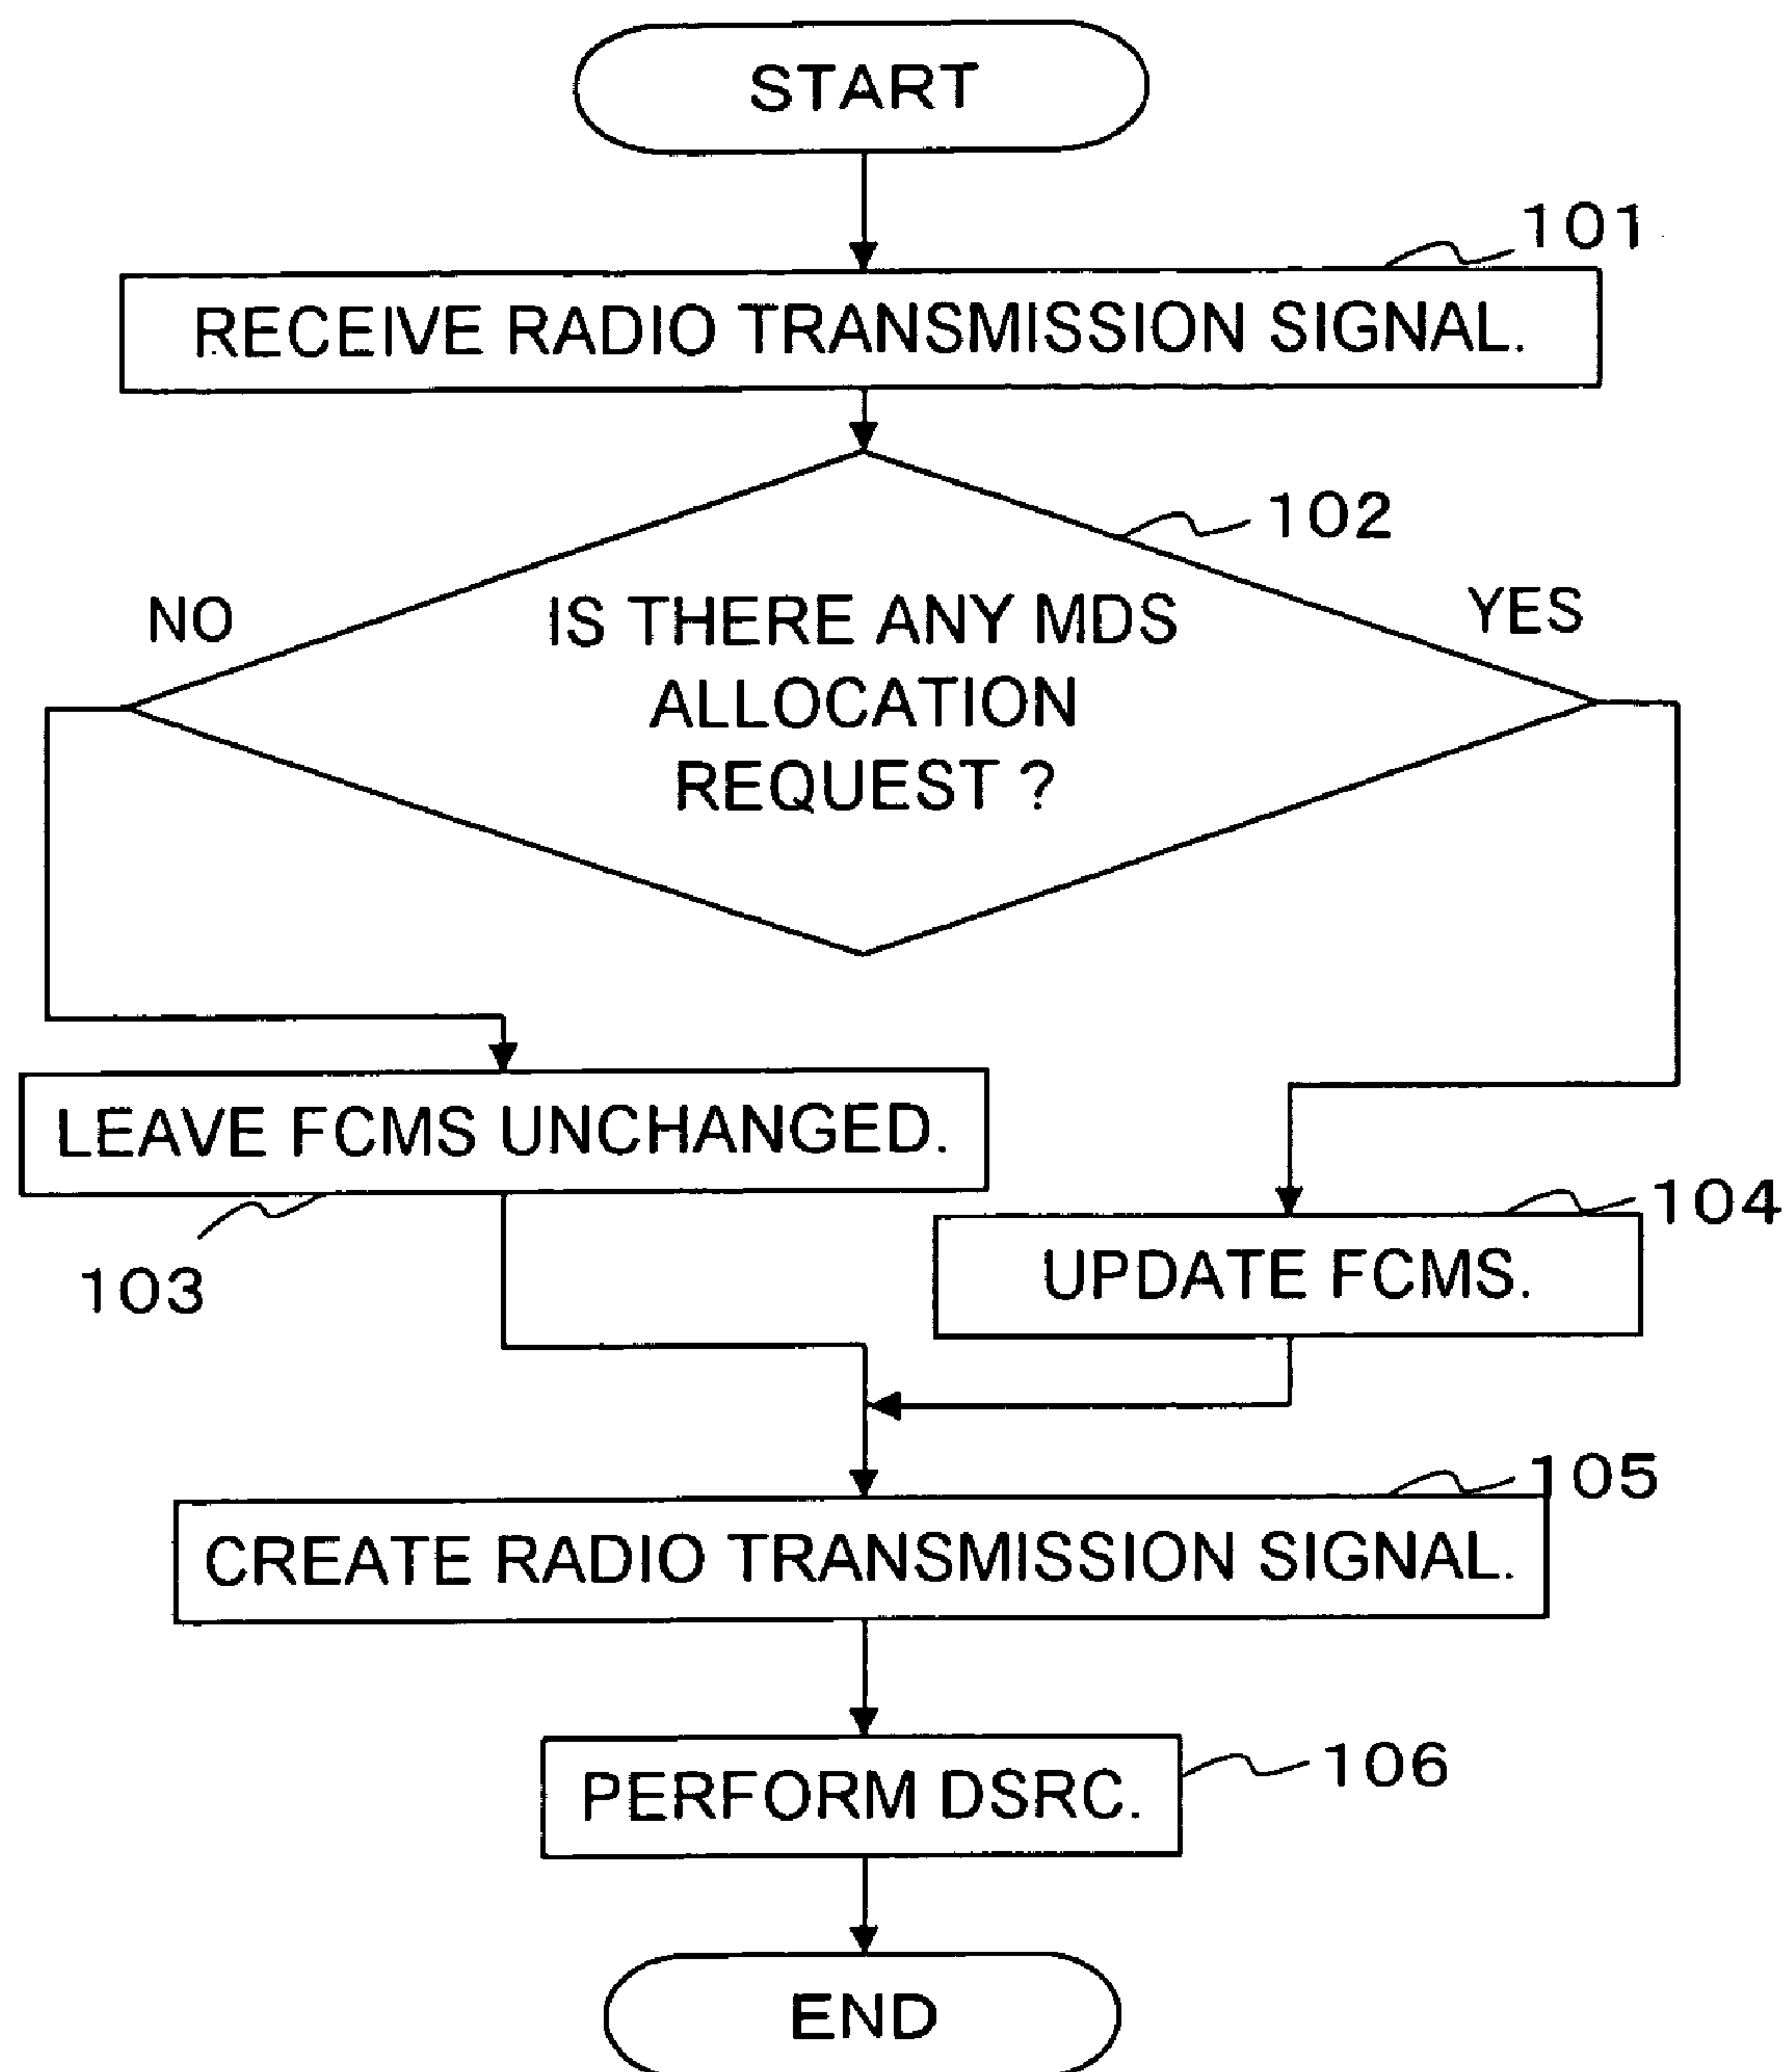 START
101
RECEIVE RADIO TRANSMISSION SIGNAL.
102
NO
YES
IS THERE ANY MDS
ALLOCATION
REQUEST ?
LEAVE FCMS UNCHANGED.
103
104
UPDATE FCMS.
105
CREATE RADIO TRANSMISSION SIGNAL.
PERFORM DSRC.
106
END